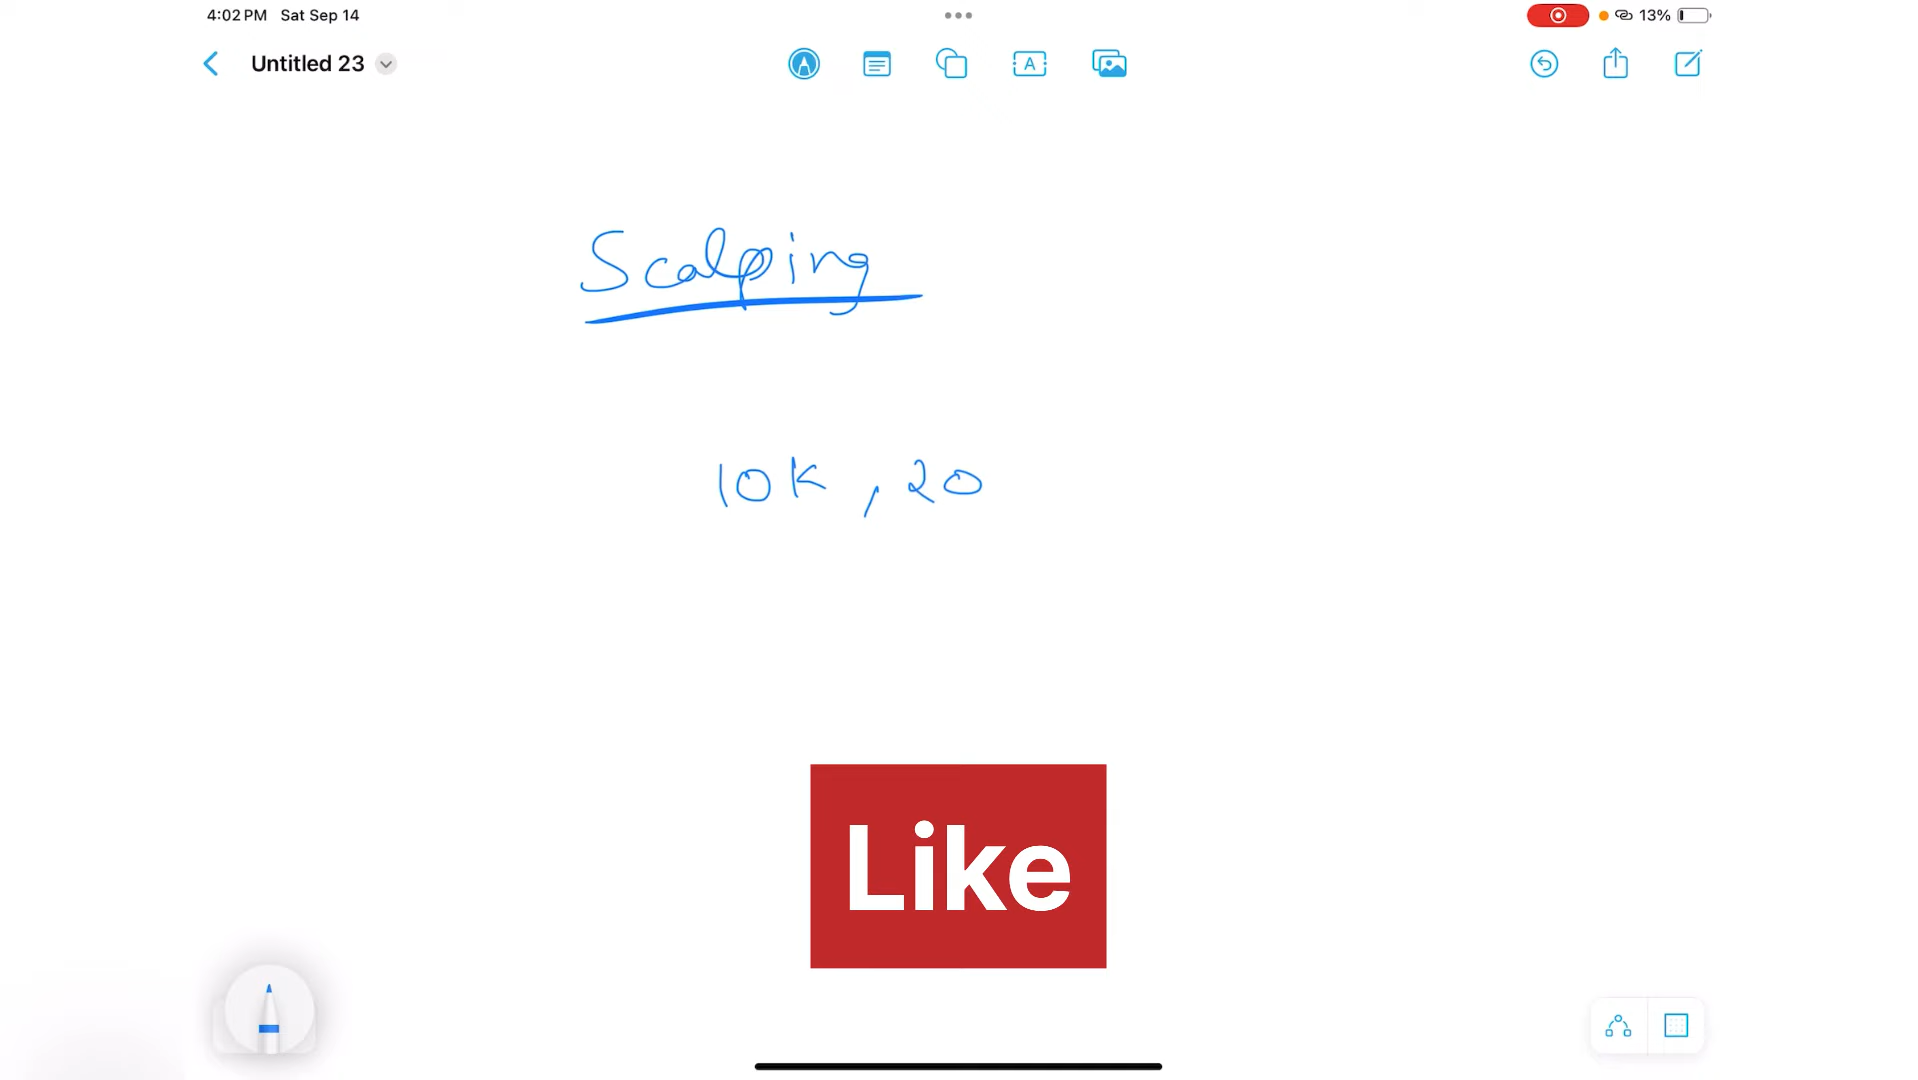 4:02 PM Sat Sep 14
13%
Untitled 23
A
Scalping
10K, 20
Like